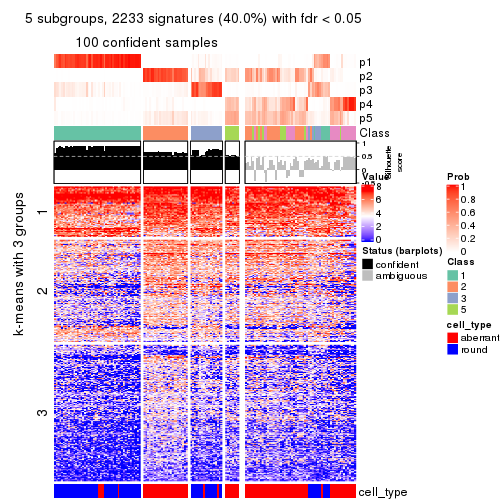 5 subgroups, 2233 signatures (40.0%) with fdr < 0.05
100 confident samples
p1
p2
p3
p4
p5
Class
1
0.5
0
-0.5
Silhouette
score
k-means with 3 groups
1
2
3
cell_type
Value
8
6
4
2
0
Status (barplots)
confident
ambiguous
Prob
1
0.8
0.6
0.4
0.2
0
Class
1
2
3
5
cell_type
aberrant
round